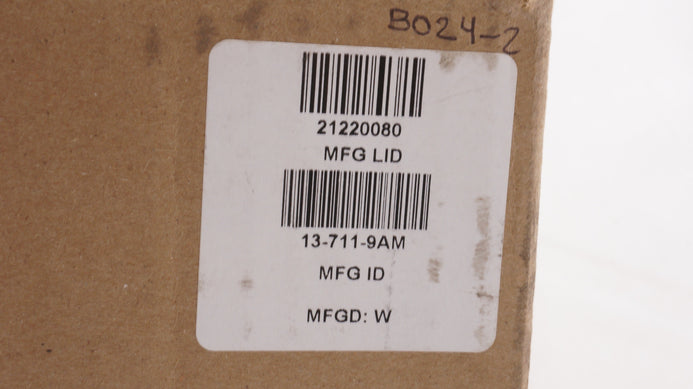 B024-2
21220080
MFG LID
13-711-9AM
MFG ID
MFGD: W